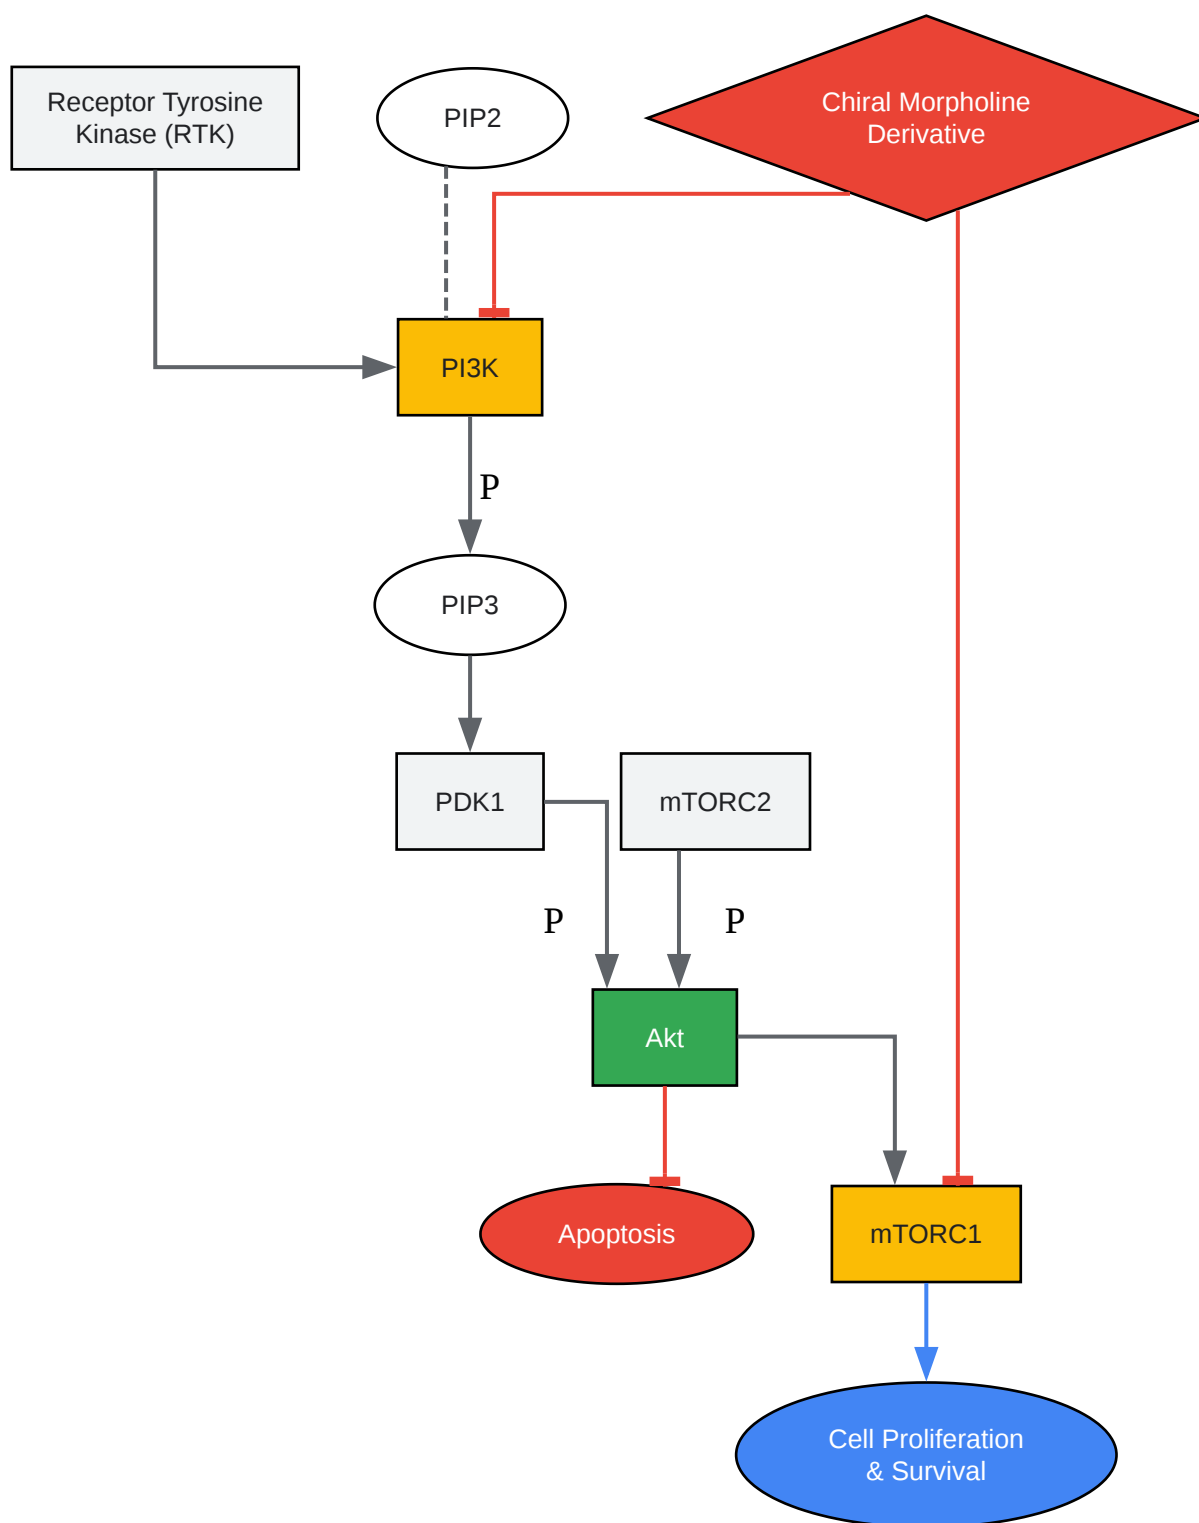 Receptor Tyrosine
Kinase (RTK)
PIP2
Chiral Morpholine
Derivative
PI3K
P
PIP3
PDK1
mTORC2
P
P
Akt
Apoptosis
mTORC1
Cell Proliferation
& Survival